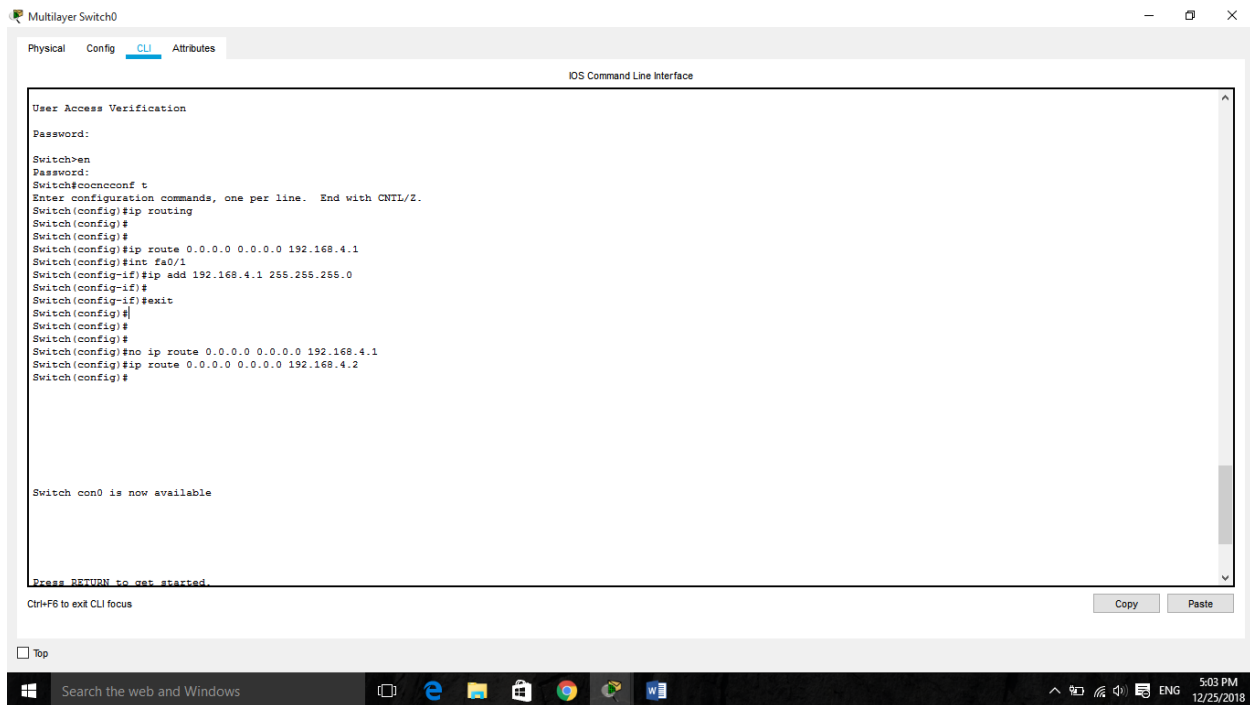 Multilayer Switch0
Physical Config CLI Attributes
IOS Command Line Interface
User Access Verification
Password:
Switch>en
Password:
Switch#cocncconf t
Enter configuration commands, one per line.  End with CNTL/Z.
Switch(config)#ip routing
Switch(config)#
Switch(config)#
Switch(config)#ip route 0.0.0.0 0.0.0.0 192.168.4.1
Switch(config)#int fa0/1
Switch(config-if)#ip add 192.168.4.1 255.255.255.0
Switch(config-if)#
Switch(config-if)#exit
Switch(config)#
Switch(config)#
Switch(config)#
Switch(config)#no ip route 0.0.0.0 0.0.0.0 192.168.4.1
Switch(config)#ip route 0.0.0.0 0.0.0.0 192.168.4.2
Switch(config)#
Switch con0 is now available
Press RETURN to get started.
Ctrl+F6 to exit CLI focus
Copy Paste
Top
Search the web and Windows
ENG
5:03 PM
12/25/2018